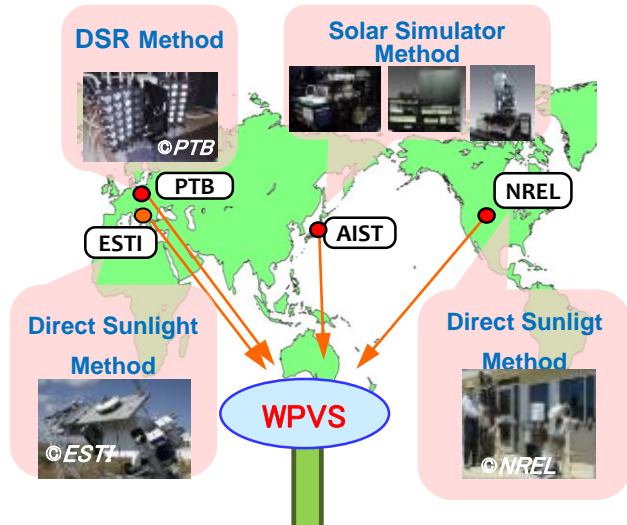 DSR Method
©PTB
Solar Simulator
Method
PTB
ESTI
AIST
NREL
Direct Sunlight
Method
©ESTI
Direct Sunligt
Method
©NREL
WPVS